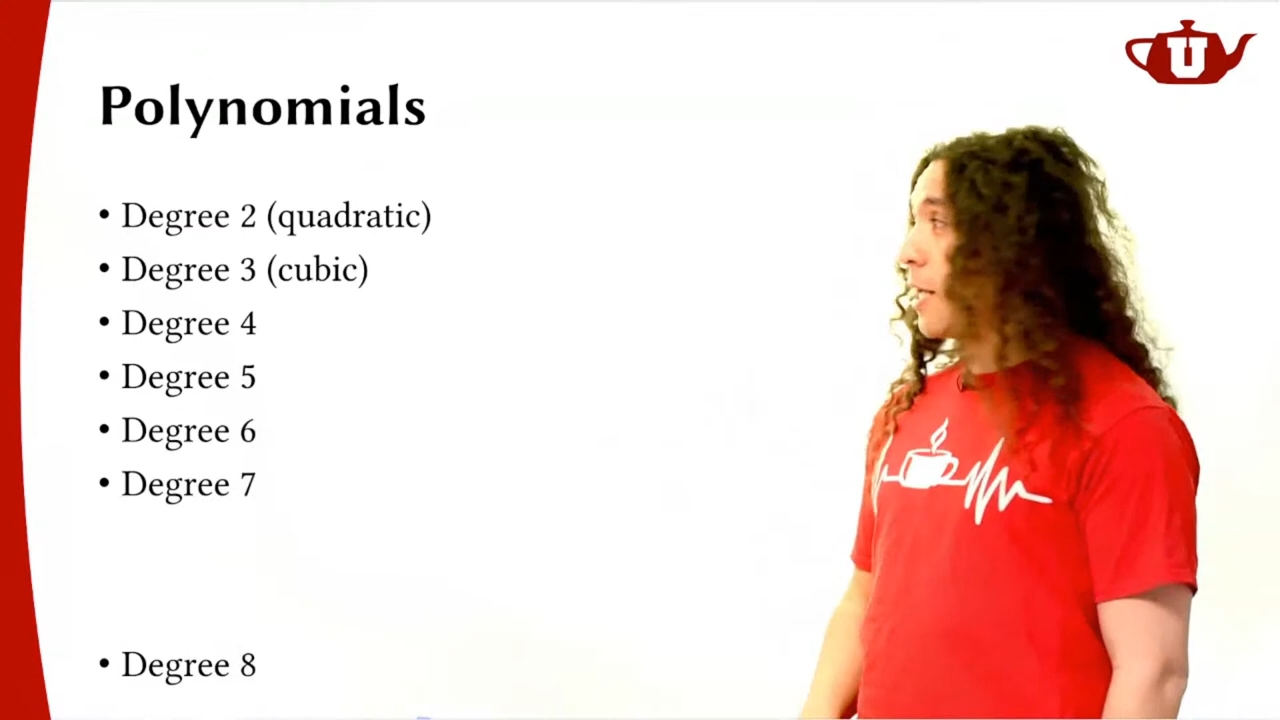 U
Polynomials
• Degree 2 (quadratic)
• Degree 3 (cubic)
• Degree 4
• Degree 5
• Degree 6
• Degree 7
• Degree 8